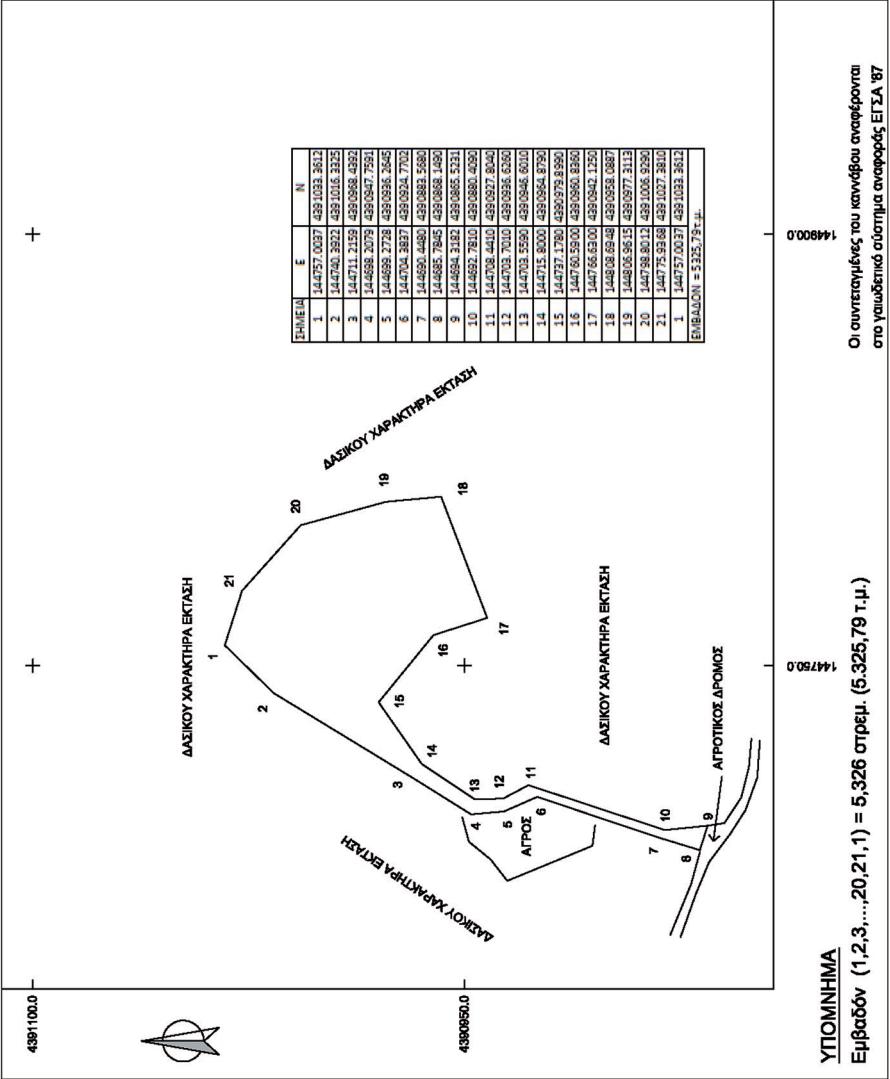 4391100.0
4390950.0
144750.0
144900.0
ΔΑΣΙΚΟΥ ΧΑΡΑΚΤΗΡΑ ΕΚΤΑΣΗ
ΔΑΣΙΚΟΥ ΧΑΡΑΚΤΗΡΑ ΕΚΤΑΣΗ
ΔΑΣΙΚΟΥ ΧΑΡΑΚΤΗΡΑ ΕΚΤΑΣΗ
ΔΑΣΙΚΟΥ ΧΑΡΑΚΤΗΡΑ ΕΚΤΑΣΗ
ΑΓΡΟΣ
ΑΓΡΟΤΙΚΟΣ ΔΡΟΜΟΣ
1
2
3
4
5
6
7
8
9
10
11
12
13
14
15
16
17
18
19
20
21
ΣΗΜΕΙΑ E N
1 144757.0037 4391033.3612
2 144740.3922 4391016.3325
3 144711.2159 4390968.4392
4 144698.2079 4390947.7591
5 144699.2728 4390936.2645
6 144704.3837 4390924.7702
7 144690.4480 4390883.5680
8 144685.7845 4390868.1490
9 144694.3182 4390865.5231
10 144692.7810 4390880.4090
11 144708.4410 4390927.8040
12 144703.7010 4390936.6260
13 144703.5590 4390946.6010
14 144715.8000 4390964.8790
15 144737.1780 4390979.8990
16 144760.5900 4390960.8360
17 144766.6300 4390942.1250
18 144808.6948 4390958.0887
19 144806.9615 4390977.3113
20 144798.8012 4391006.9290
21 144775.9368 4391027.3810
1 144757.0037 4391033.3612
ΕΜΒΑΔΟΝ = 5325,79τ.μ.
ΥΠΟΜΝΗΜΑ
Εμβαδόν (1,2,3,...,20,21,1) = 5,326 στρεμ. (5.325,79 τ.μ.)
Οι συντεταγμένες του καννάβου αναφέρονται
στο γαιωδετικό σύστημα αναφοράς ΕΓΣΑ '87